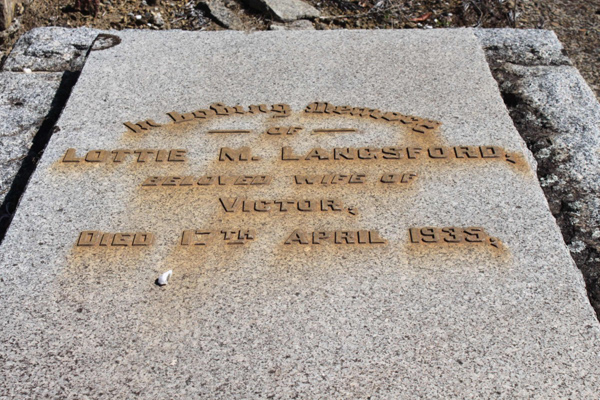 In Loving Memory
OF
LOTTIE M. LANGSFORD,
BELOVED WIFE OF
VICTOR,
DIED 17TH APRIL 1935,